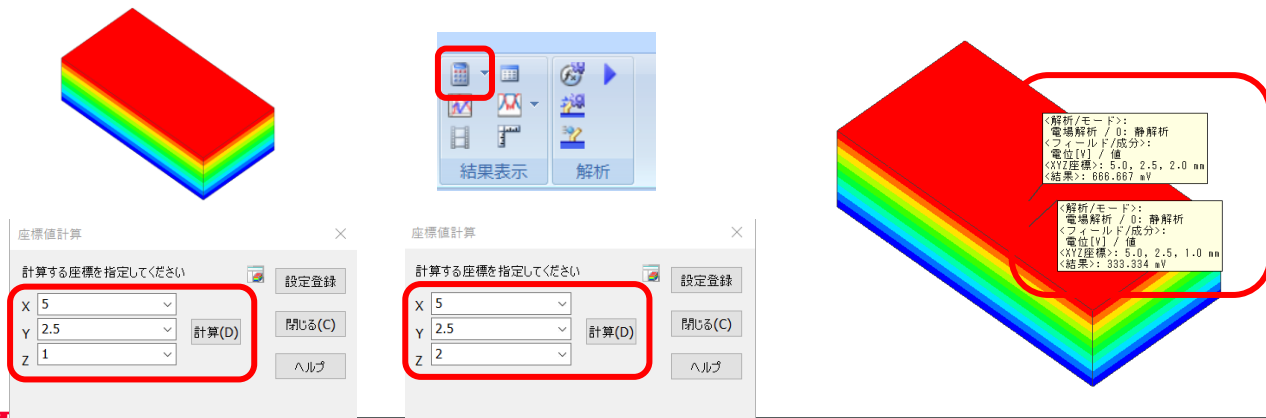 結果表示
解析
座標値計算
計算する座標を指定してください
設定登録
X 5
Y 2.5
計算(D)
閉じる(C)
Z 1
ヘルプ
座標値計算
計算する座標を指定してください
設定登録
X 5
Y 2.5
計算(D)
閉じる(C)
Z 2
ヘルプ
<解析/モード>:
電場解析 / 0: 静解析
<フィールド/成分>:
電位[V] / 値
<XYZ座標>: 5.0, 2.5, 2.0 mm
<結果>: 666.667 mV
<解析/モード>:
電場解析 / 0: 静解析
<フィールド/成分>:
電位[V] / 値
<XYZ座標>: 5.0, 2.5, 1.0 mm
<結果>: 333.334 mV